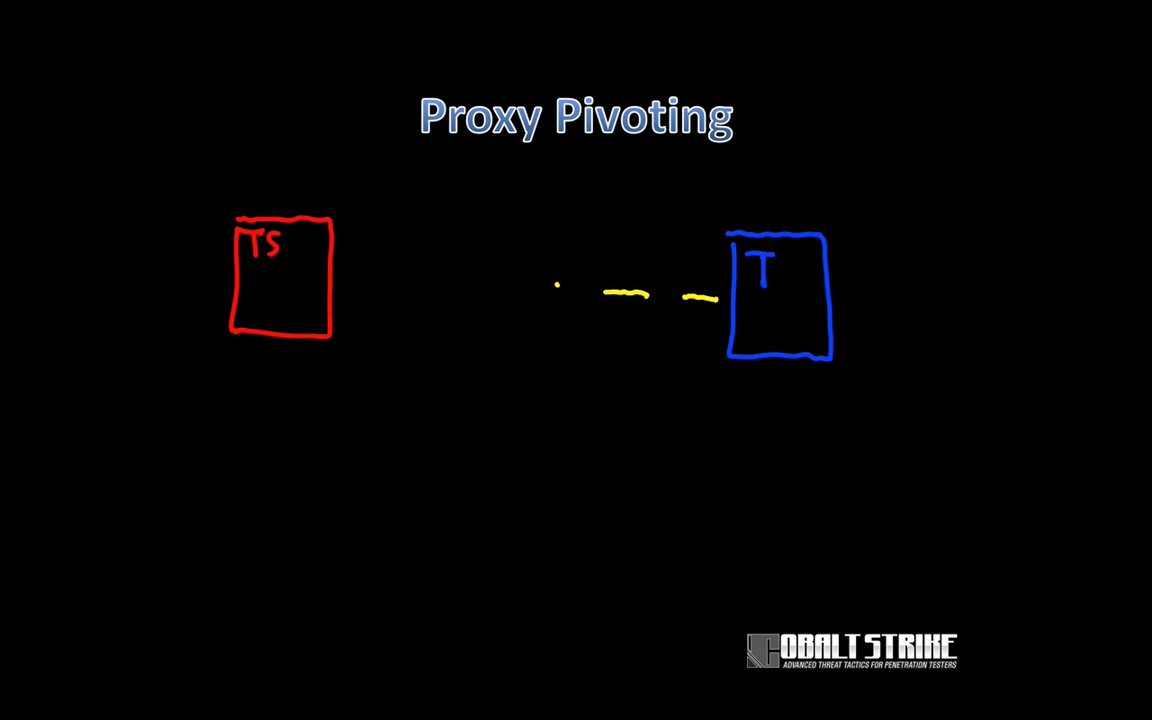 Proxy Pivoting
TS
T
COBALT STRIKE
ADVANCED THREAT TACTICS FOR PENETRATION TESTERS